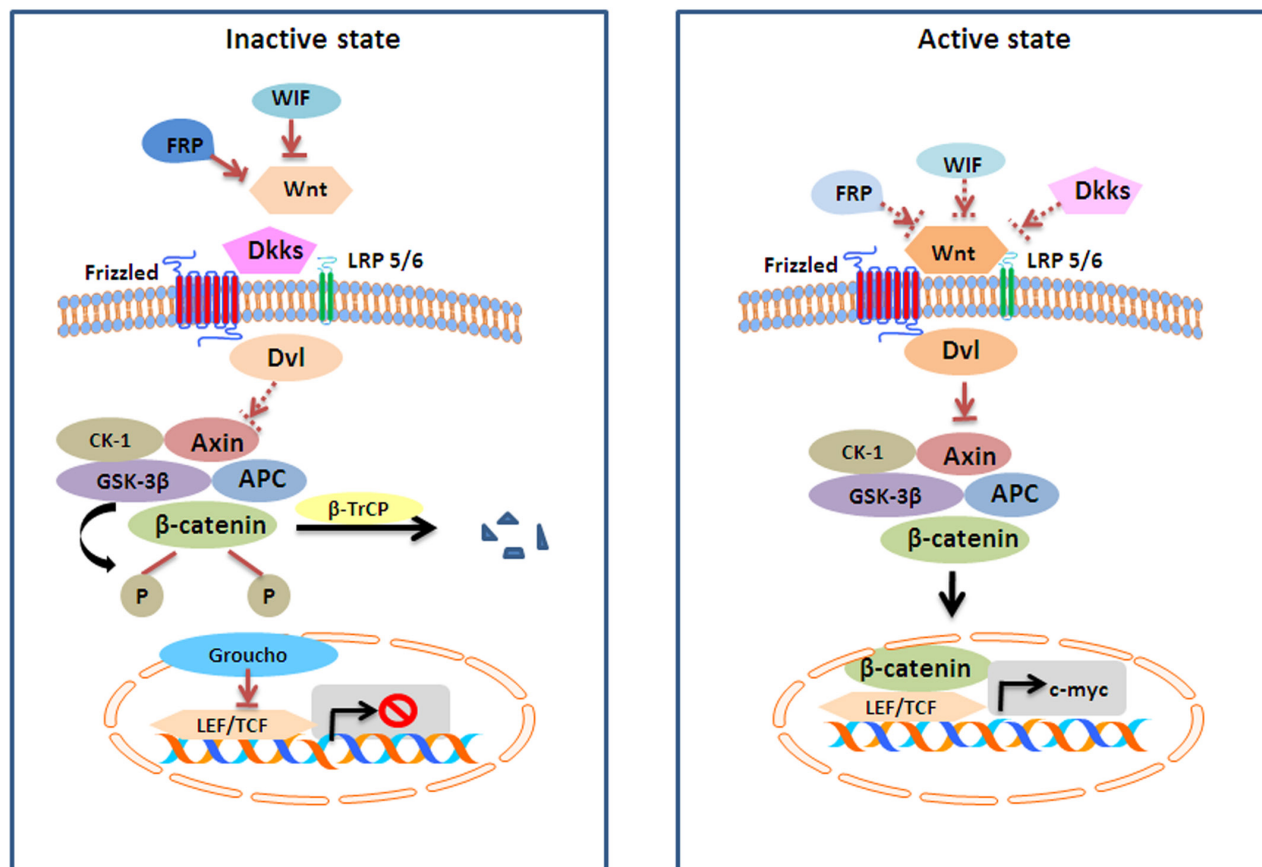 Inactive state
WIF
FRP
Wnt
Dkks
Frizzled
LRP 5/6
Dvl
CK-1
Axin
GSK-3β
APC
β-catenin
β-TrCP
P
P
Groucho
LEF/TCF
Active state
WIF
FRP
Dkks
Wnt
Frizzled
LRP 5/6
Dvl
CK-1
Axin
GSK-3β
APC
β-catenin
β-catenin
c-myc
LEF/TCF